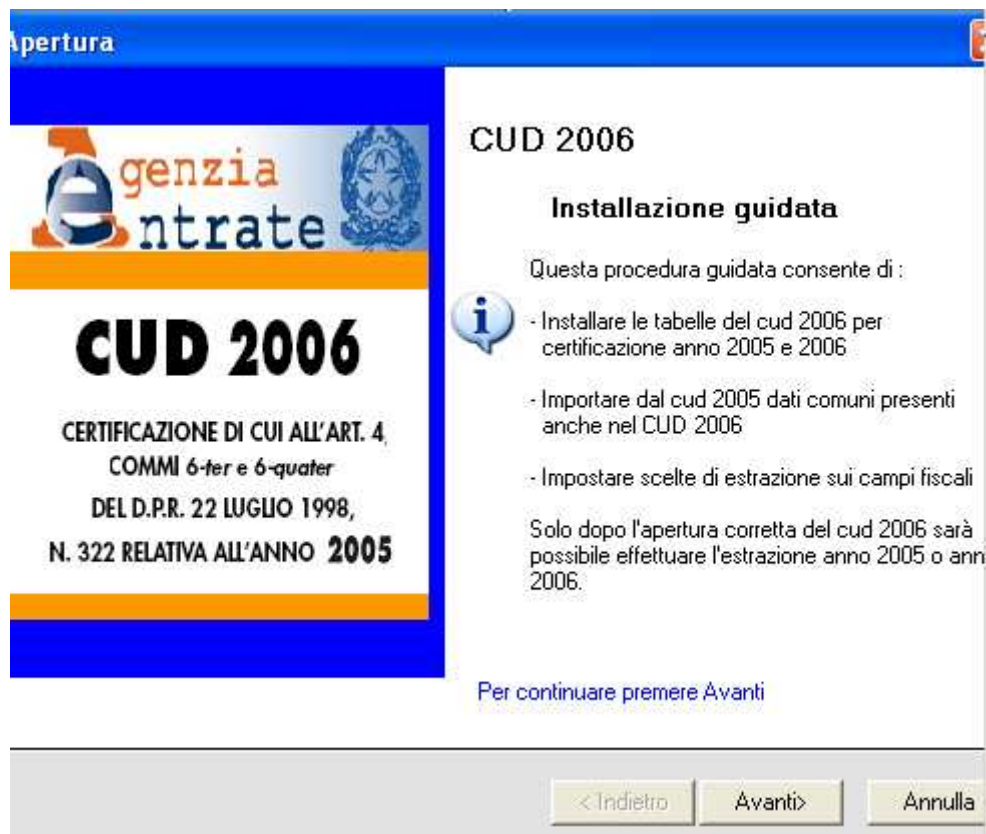 Apertura
Agenzia
entrate
CUD 2006
CERTIFICAZIONE DI CUI ALL'ART. 4,
COMMI 6-ter e 6-quater
DEL D.P.R. 22 LUGLIO 1998,
N. 322 RELATIVA ALL'ANNO 2005
CUD 2006
Installazione guidata
Questa procedura guidata consente di :
- Installare le tabelle del cud 2006 per
certificazione anno 2005 e 2006
- Importare dal cud 2005 dati comuni presenti
anche nel CUD 2006
- Impostare scelte di estrazione sui campi fiscali
Solo dopo l'apertura corretta del cud 2006 sarà
possibile effettuare l'estrazione anno 2005 o ann
2006.
Per continuare premere Avanti
< Indietro
Avanti>
Annulla